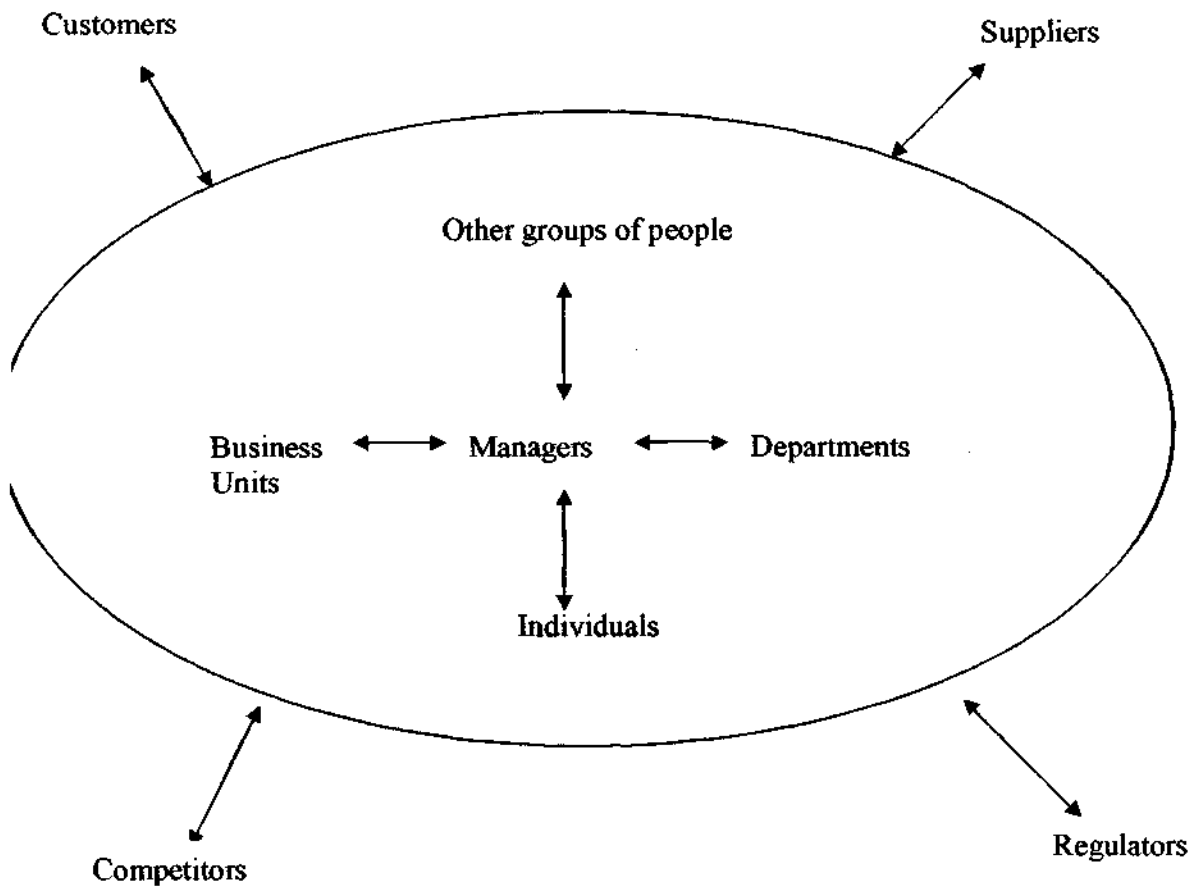 Customers
Suppliers
Other groups of people
Business
Units
Managers
Departments
Individuals
Competitors
Regulators